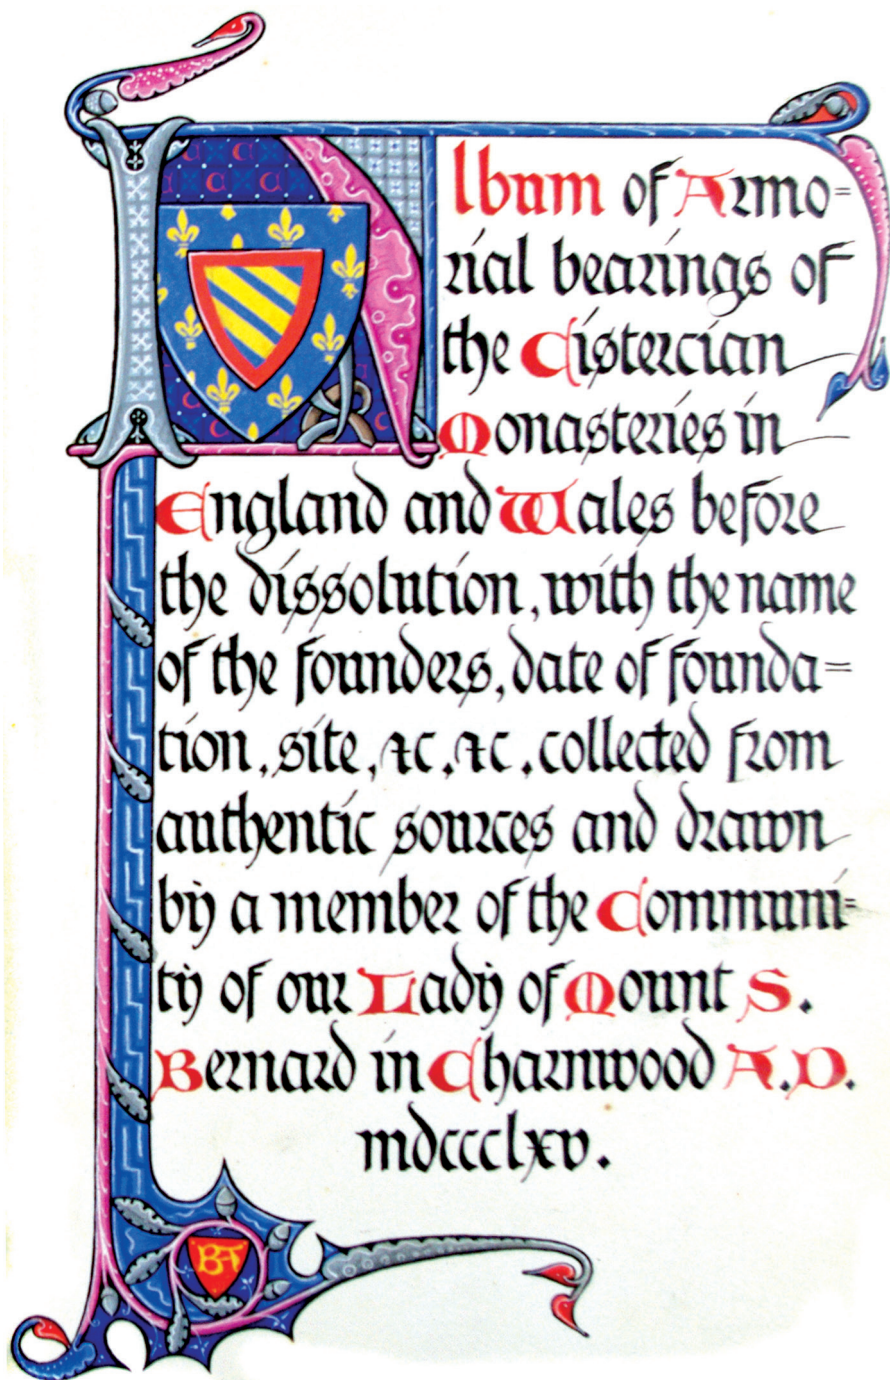 Album of Armo=
rial bearings of
the Cistercian
Monasteries in
England and Wales before
the dissolution, with the name
of the founders, date of founda=
tion, site, &c, &c, collected from
authentic sources and drawn
by a member of the Communi=
ty of our Lady of Mount S.
Bernard in Charnwood A.D.
mdccclxv.
BA